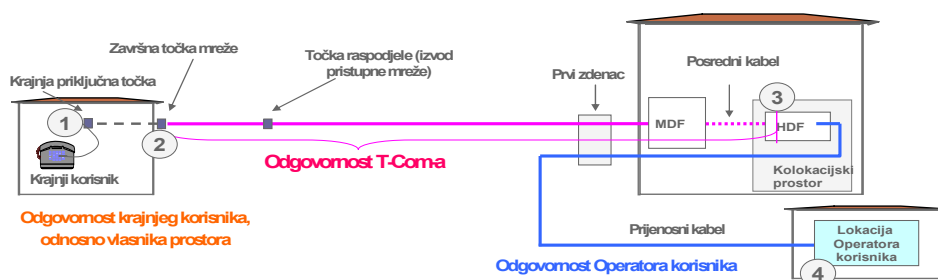 Završna točka mreže
Krajnja priključna točka
Točka raspodjele (izvod
pristupne mreže)
Prvi zdenac
Posredni kabel
1
2
3
MDF
HDF
Krajnji korisnik
Odgovornost T-Com-a
Kolokacijski
prostor
Odgovornost krajnjeg korisnika,
odnosno vlasnika prostora
Prijenosni kabel
Lokacija
Operatora
korisnika
Odgovornost Operatora korisnika
4